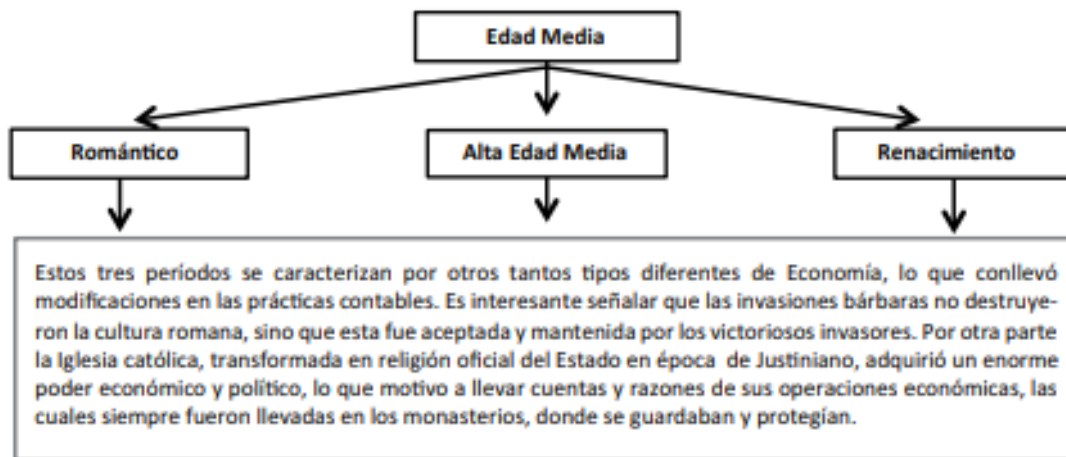 Edad Media
Romántico
Alta Edad Media
Renacimiento
Estos tres períodos se caracterizan por otros tantos tipos diferentes de Economía, lo que conllevó
modificaciones en las prácticas contables. Es interesante señalar que las invasiones bárbaras no destruye-
ron la cultura romana, sino que esta fue aceptada y mantenida por los victoriosos invasores. Por otra parte
la Iglesia católica, transformada en religión oficial del Estado en época de Justiniano, adquirió un enorme
poder económico y político, lo que motivo a llevar cuentas y razones de sus operaciones económicas, las
cuales siempre fueron llevadas en los monasterios, donde se guardaban y protegían.